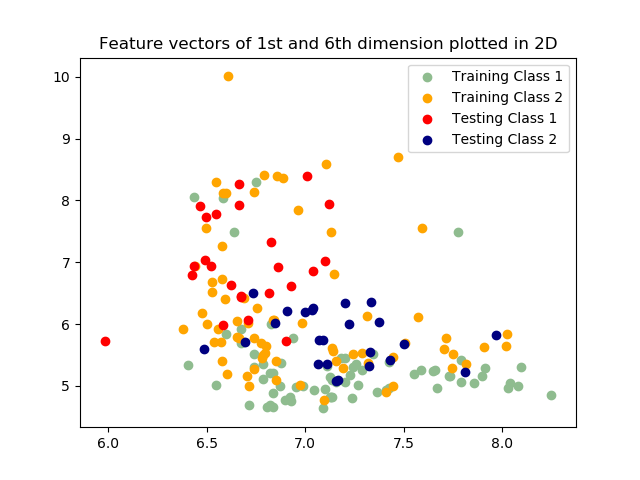 Feature vectors of 1st and 6th dimension plotted in 2D
Training Class 1
Training Class 2
Testing Class 1
Testing Class 2
10
9
8
7
6
5
6.0 6.5 7.0 7.5 8.0